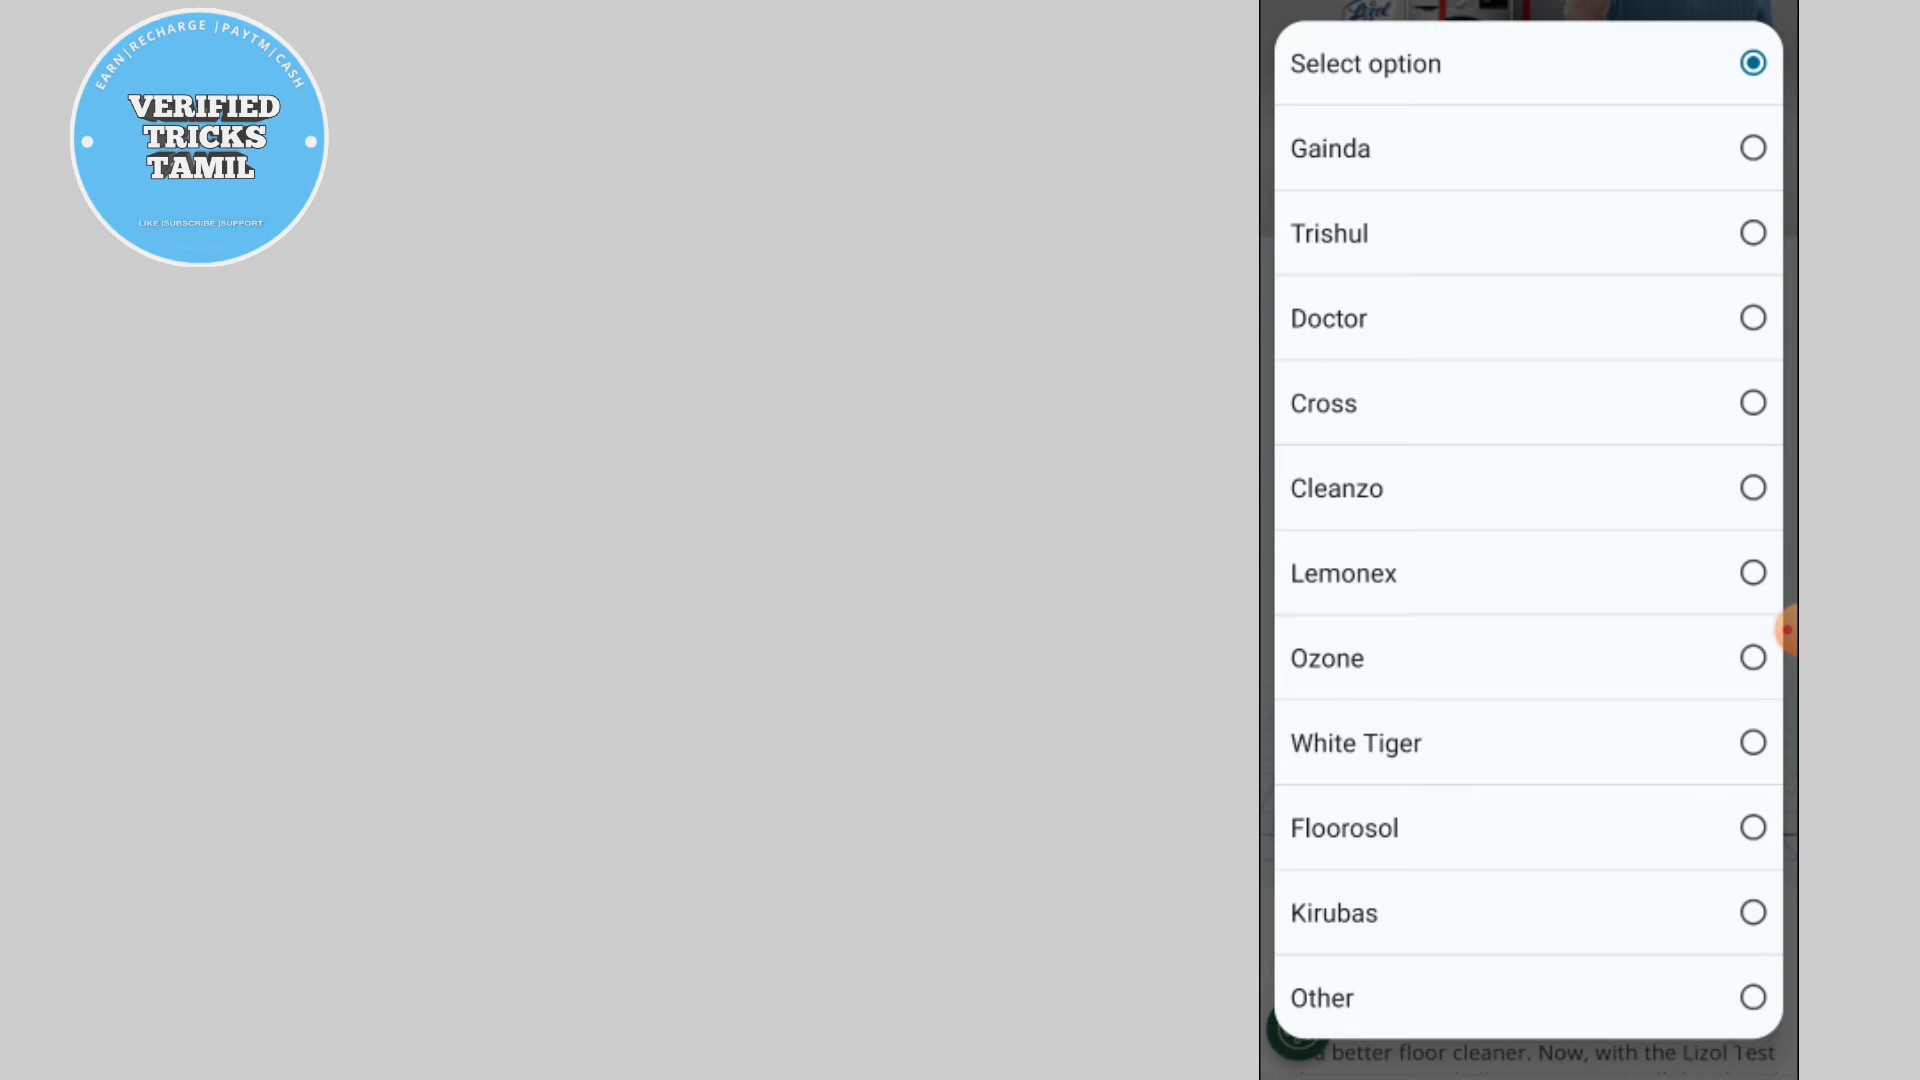 EARN|RECHARGE |PAYTM|CASH
VERIFIED
TRICKS
TAMIL
LIKE |SUBSCRIBE |SUPPORT
Lizol
Select option
Gainda
Trishul
Doctor
Cross
Cleanzo
Lemonex
Ozone
White Tiger
Floorosol
Kirubas
Other
a better floor cleaner. Now, with the Lizol Test